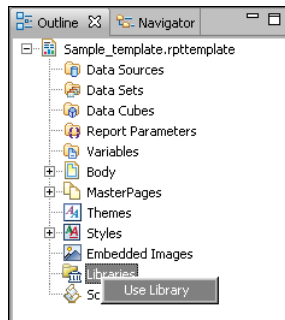 Outline Navigator
Sample_template.rpttemplate
Data Sources
Data Sets
Data Cubes
Report Parameters
Variables
Body
MasterPages
Themes
Styles
Embedded Images
Libraries
Use Library
Sc